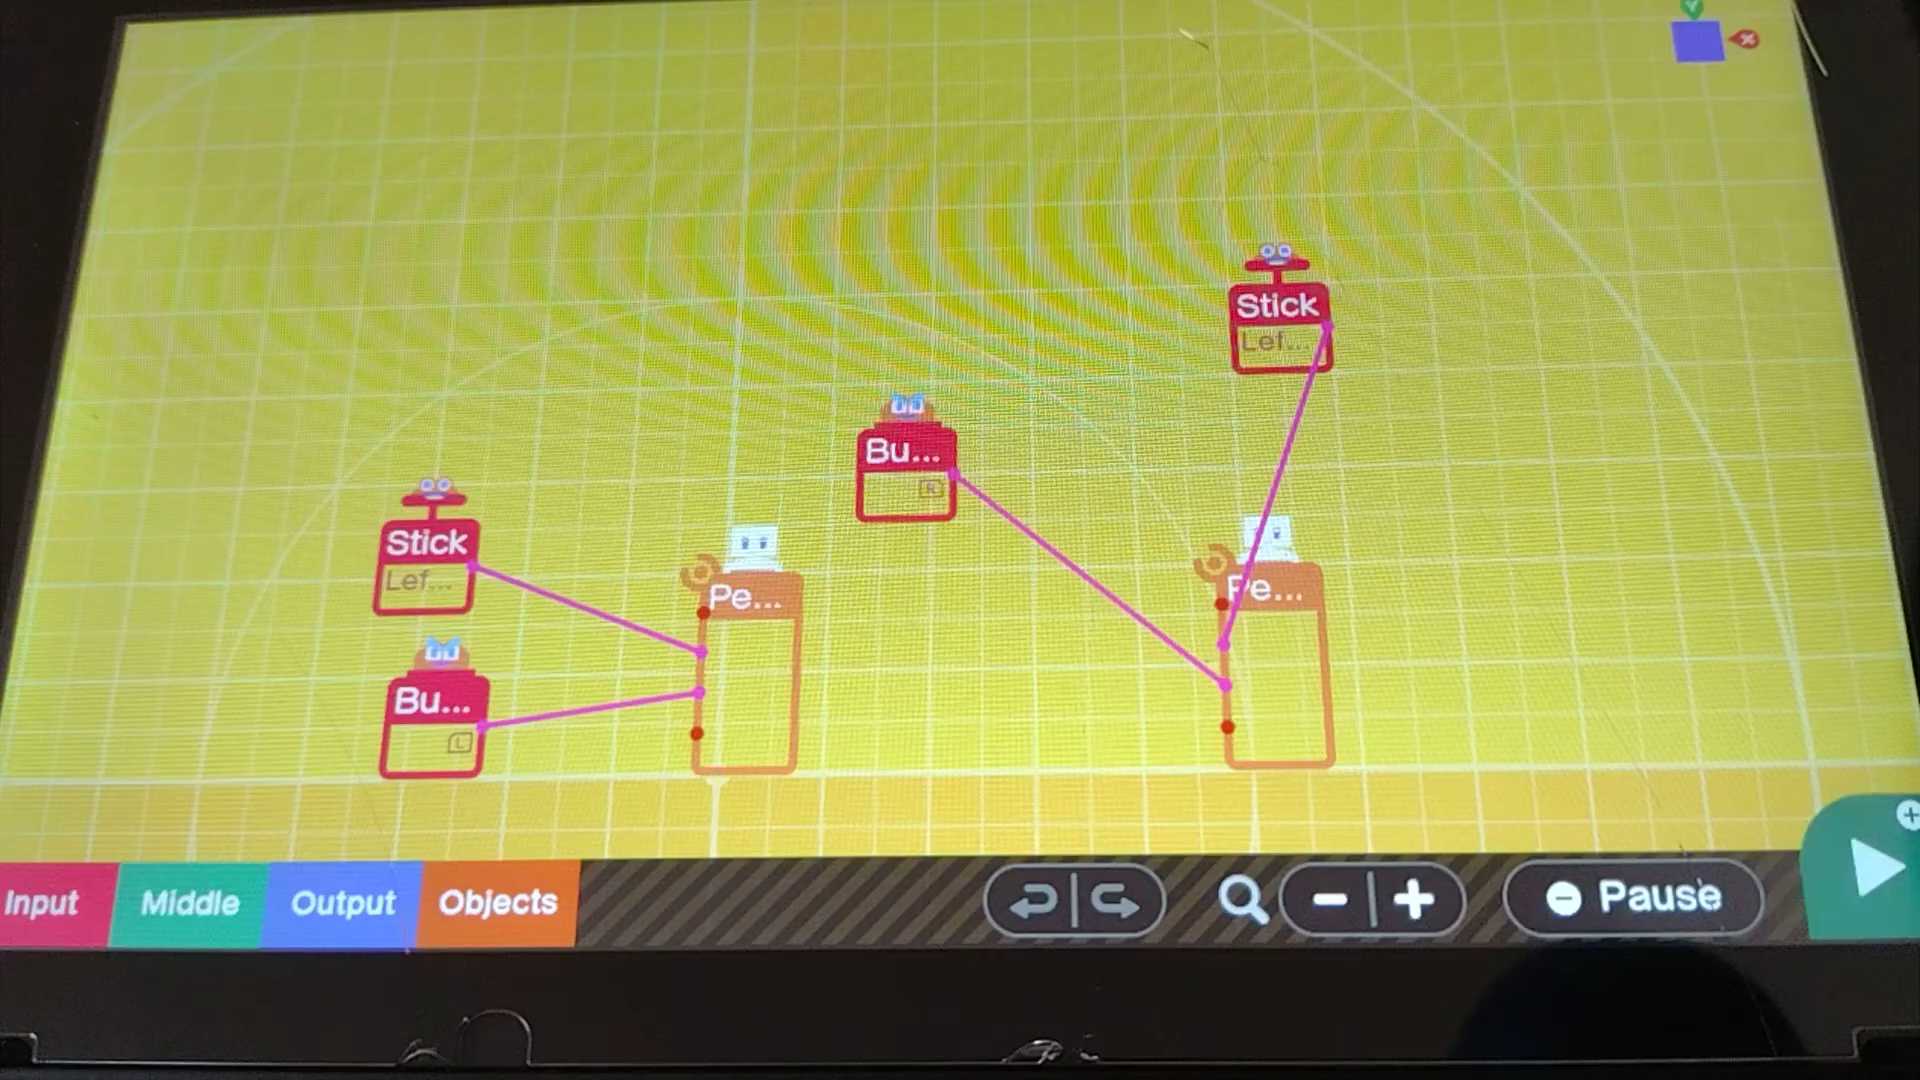 Y
X
Stick
Lef...
Bu...
R
Stick
Lef...
Pe...
Pe...
Bu...
L
Input
Middle
Output
Objects
Pause